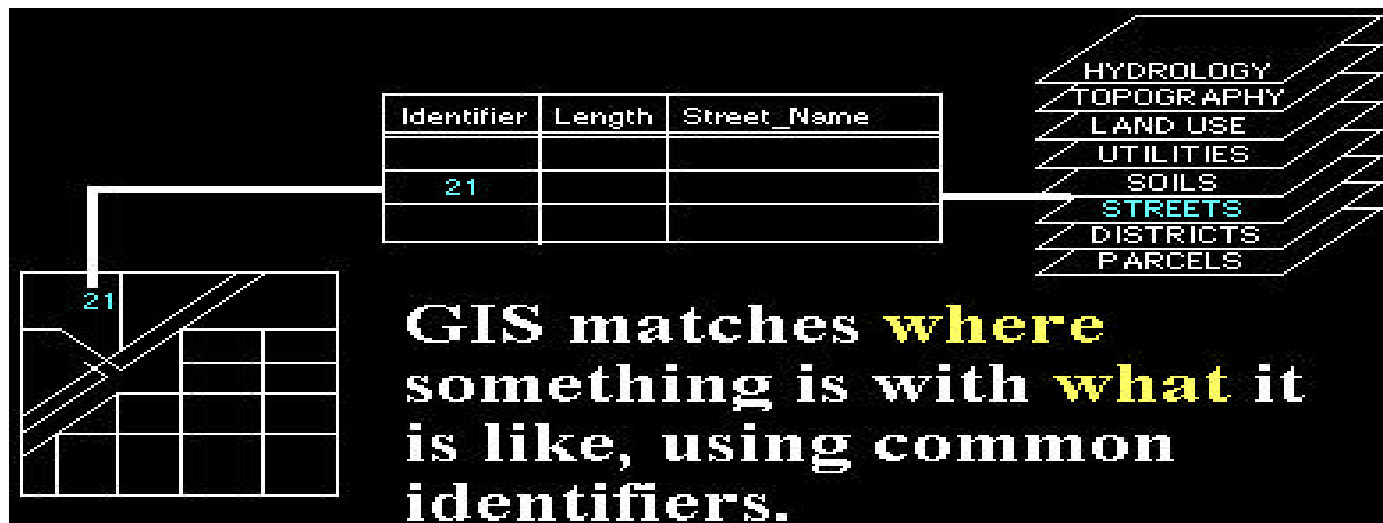 HYDROLOGY
TOPOGRAPHY
LAND USE
UTILITIES
SOILS
STREETS
DISTRICTS
PARCELS
Identifier Length Street_Name
21
21
GIS matches where
something is with what it
is like, using common
identifiers.